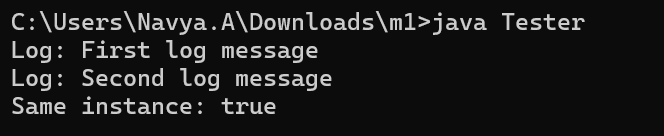 C:\Users\Navya.A\Downloads\m1>java Tester
Log: First log message
Log: Second log message
Same instance: true